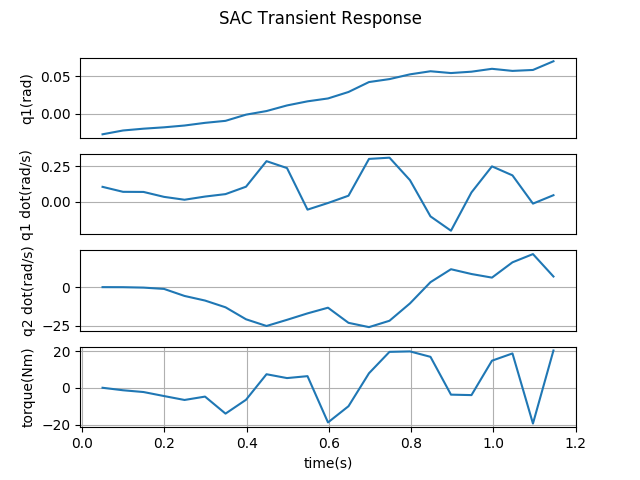 SAC Transient Response
q1(rad)
0.05
0.00
q1 dot(rad/s)
0.25
0.00
q2 dot(rad/s)
0
−25
torque(Nm)
20
0
−20
0.0 0.2 0.4 0.6 0.8 1.0 1.2
time(s)